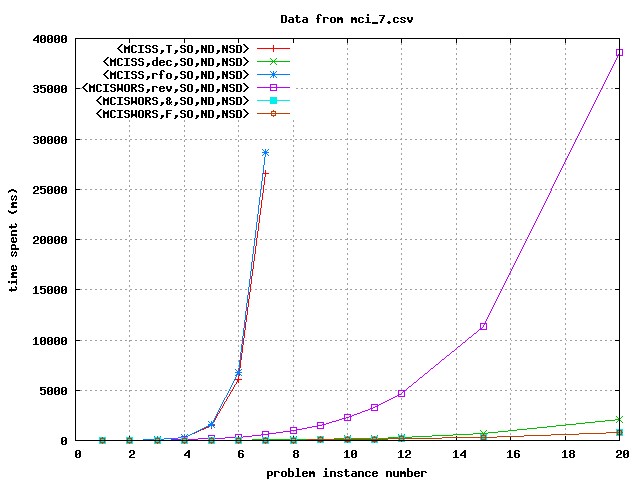 Data from mci_7.csv
40000
35000
30000
25000
20000
15000
10000
5000
0
time spent (ms)
<MCISS,T,SO,ND,NSD>
<MCISS,dec,SO,ND,NSD>
<MCISS,rfo,SO,ND,NSD>
<MCISWORS,rev,SO,ND,NSD>
<MCISWORS,&,SO,ND,NSD>
<MCISWORS,F,SO,ND,NSD>
0 2 4 6 8 10 12 14 16 18 20
problem instance number